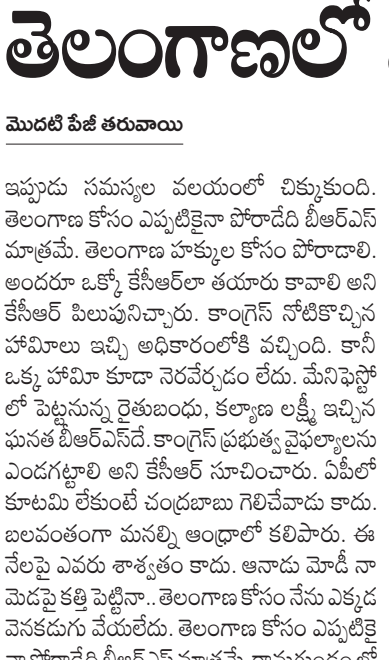 తెలంగాణలో
మొదటి పేజీ తరువాయి
ఇప్పుడు సమస్యల వలయంలో చిక్కుకుంది.
తెలంగాణ కోసం ఎప్పటికైనా పోరాడేది బీఆర్ఎస్
మాత్రమే. తెలంగాణ హక్కుల కోసం పోరాడాలి.
అందరూ ఒక్కో కేసీఆర్‌లా తయారు కావాలి అని
కేసీఆర్ పిలుపునిచ్చారు. కాంగ్రెస్ నోటికొచ్చిన
హామీలు ఇచ్చి అధికారంలోకి వచ్చింది. కానీ
ఒక్క హామీ కూడా నెరవేర్చడం లేదు. మేనిఫెస్టో
లో పెట్టనున్న రైతుబంధు, కల్యాణ లక్ష్మీ ఇచ్చిన
ఘనత బీఆర్ఎస్‌దే. కాంగ్రెస్ ప్రభుత్వ వైఫల్యాలను
ఎండగట్టాలి అని కేసీఆర్ సూచించారు. ఏపీలో
కూటమి లేకుంటే చంద్రబాబు గెలిచేవాడు కాదు.
బలవంతంగా మనల్ని ఆంధ్రాలో కలిపారు. ఈ
నేలపై ఎవరు శాశ్వతం కాదు. ఆనాడు మోడీ నా
మెడపై కత్తి పెట్టినా.. తెలంగాణ కోసం నేను ఎక్కడ
వెనకడుగు వేయలేదు. తెలంగాణ కోసం ఎప్పటికై